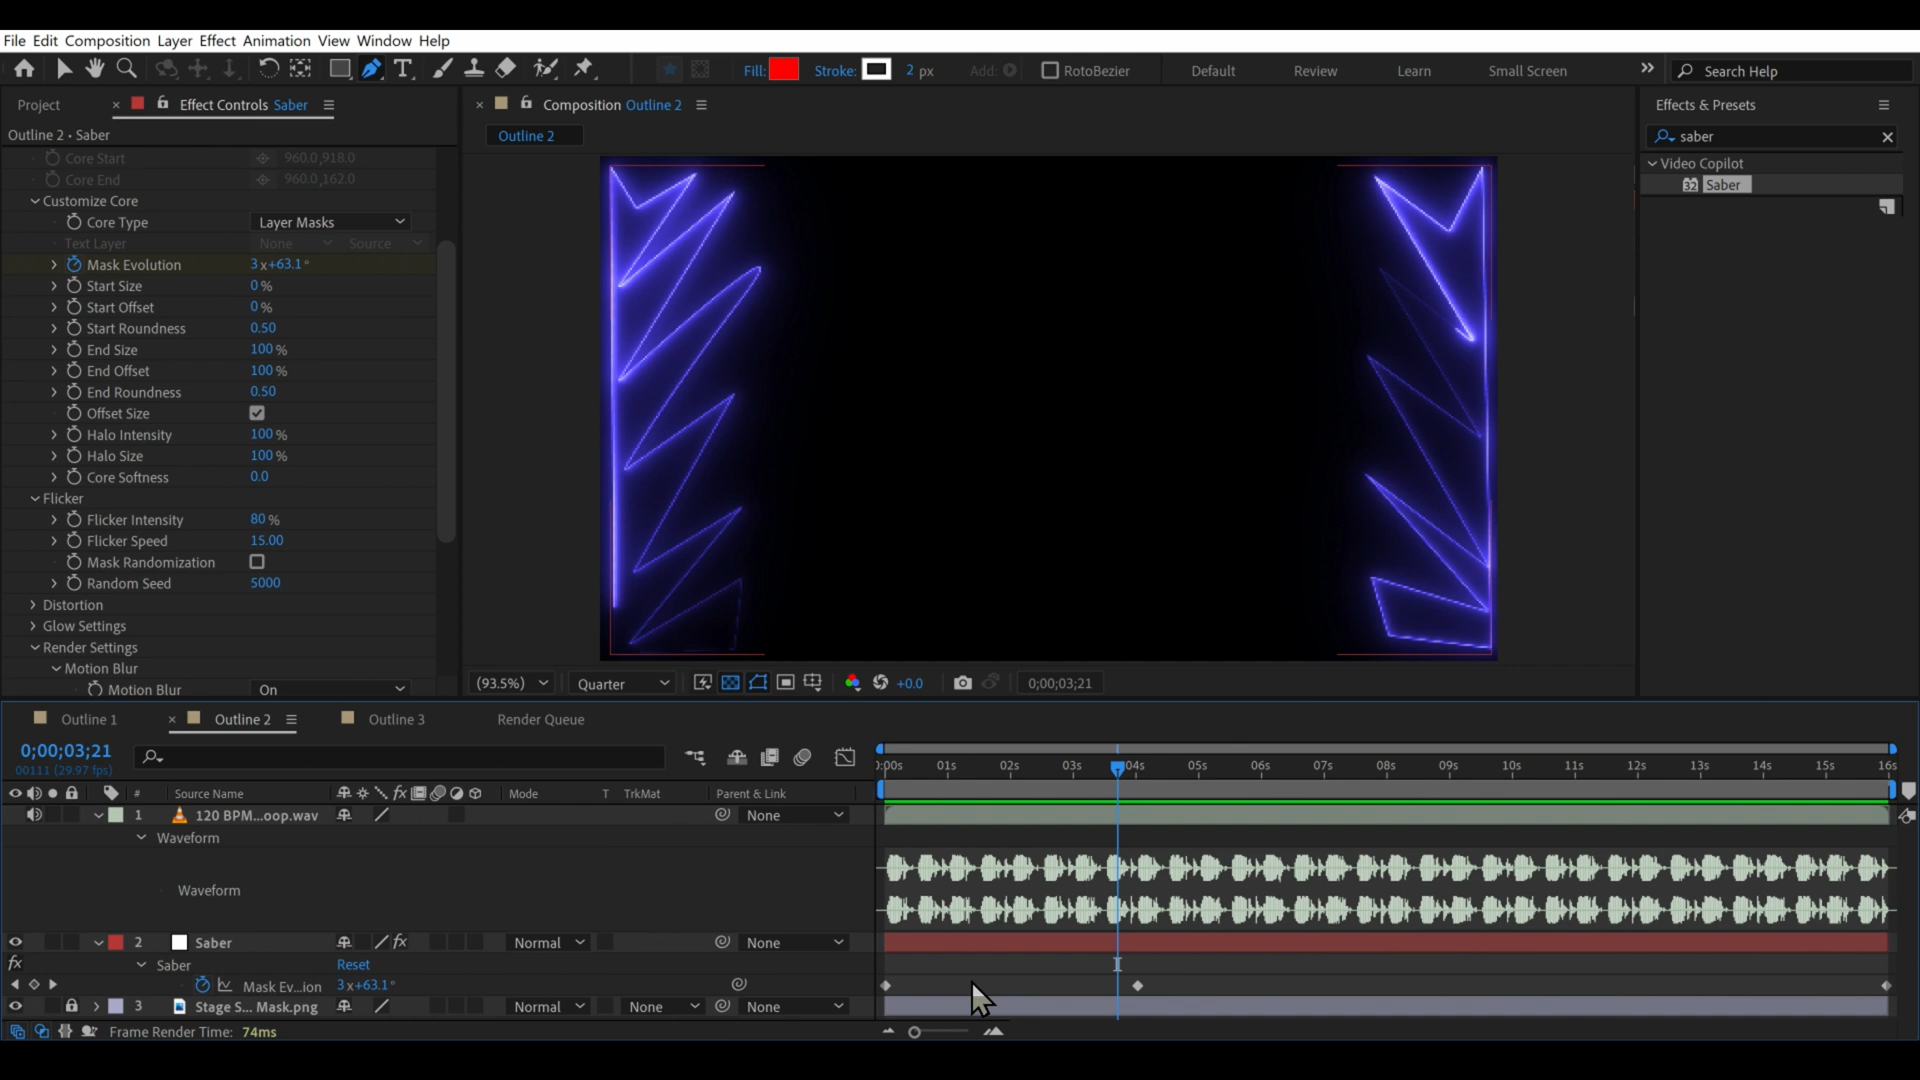 File Edit Composition Layer Effect Animation View Window Help
Fill: Stroke: 2 px Add: RotoBezier Default Review Learn Small Screen Search Help
Project Effect Controls Saber Composition Outline 2 Effects & Presets
Outline 2 • Saber Outline 2 saber
Core Start 960.0,918.0
Core End 960.0,162.0
Video Copilot
32 Saber
Customize Core
Core Type Layer Masks
Text Layer None Source
Mask Evolution 3 x+63.1 °
Start Size 0 %
Start Offset 0 %
Start Roundness 0.50
End Size 100 %
End Offset 100 %
End Roundness 0.50
Offset Size
Halo Intensity 100 %
Halo Size 100 %
Core Softness 0.0
Flicker
Flicker Intensity 80 %
Flicker Speed 15.00
Mask Randomization
Random Seed 5000
Distortion
Glow Settings
Render Settings
Motion Blur
Motion Blur On
(93.5%) Quarter +0.0 0;00;03;21
Outline 1 Outline 2 Outline 3 Render Queue
0;00;03;21
00111 (29.97 fps)
:00s 01s 02s 03s 04s 05s 06s 07s 08s 09s 10s 11s 12s 13s 14s 15s 16s
# Source Name fx Mode T TrkMat Parent & Link
1 120 BPM...oop.wav None
Waveform
Waveform
2 Saber fx Normal None
fx Saber Reset
Mask Ev...ion 3 x+63.1 °
3 Stage S... Mask.png Normal None None
Frame Render Time: 74ms